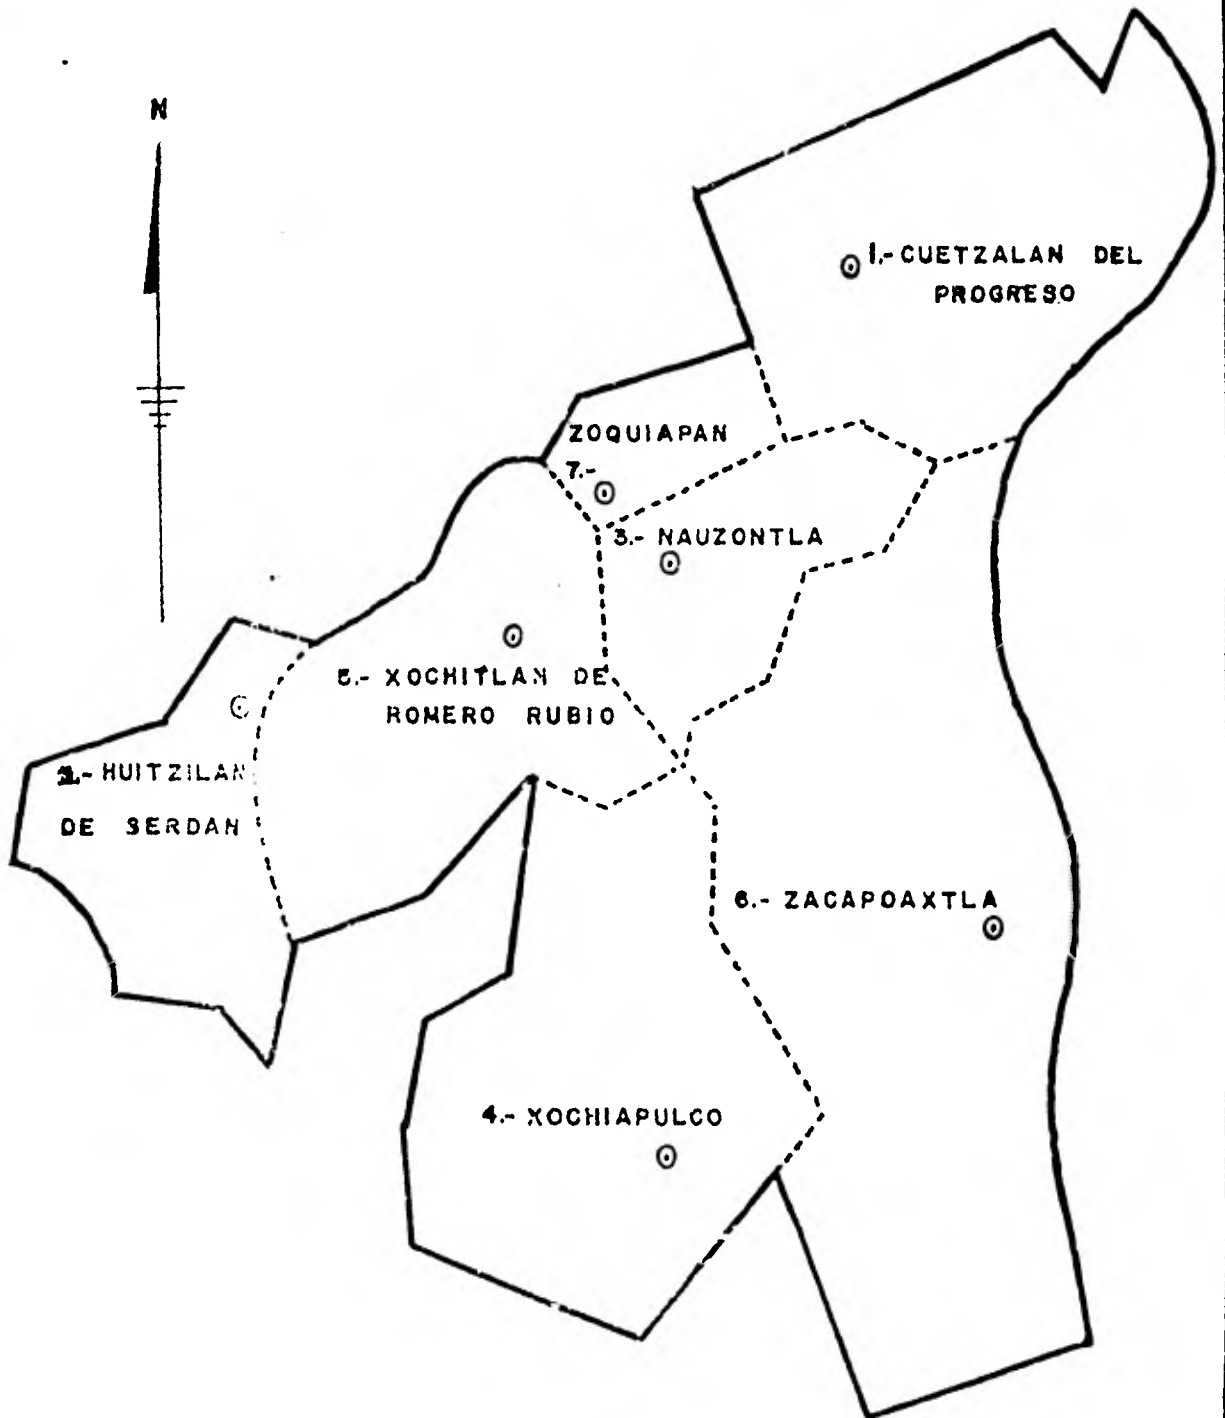 N
1.- CUETZALAN DEL
PROGRESO
ZOQUIAPAN
7.-
3.- NAUZONTLA
5.- XOCHITLAN DE
ROMERO RUBIO
2.- HUITZILAN
DE SERDAN
6.- ZACAPOAXTLA
4.- XOCHIAPULCO